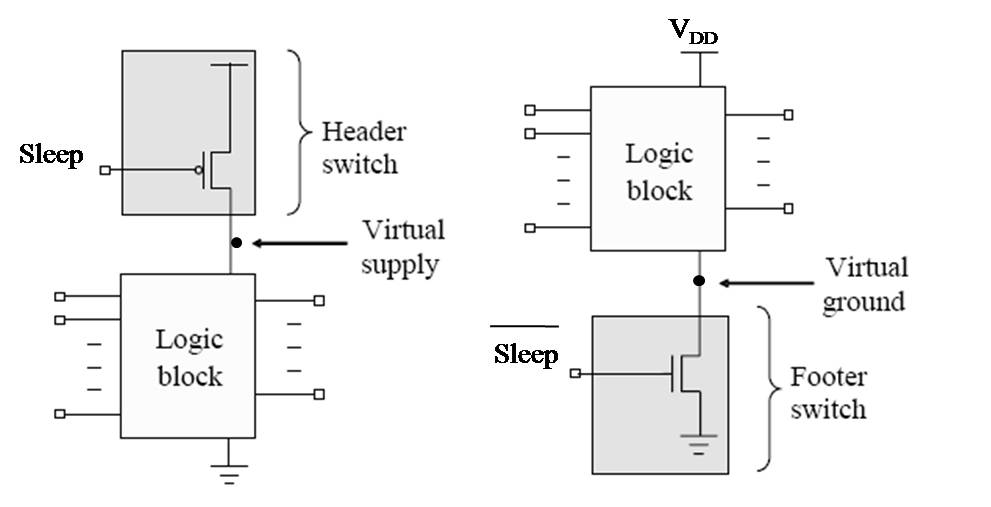 Sleep
Header
switch
Virtual
supply
Logic
block
V_DD
Logic
block
Virtual
ground
Sleep
Footer
switch